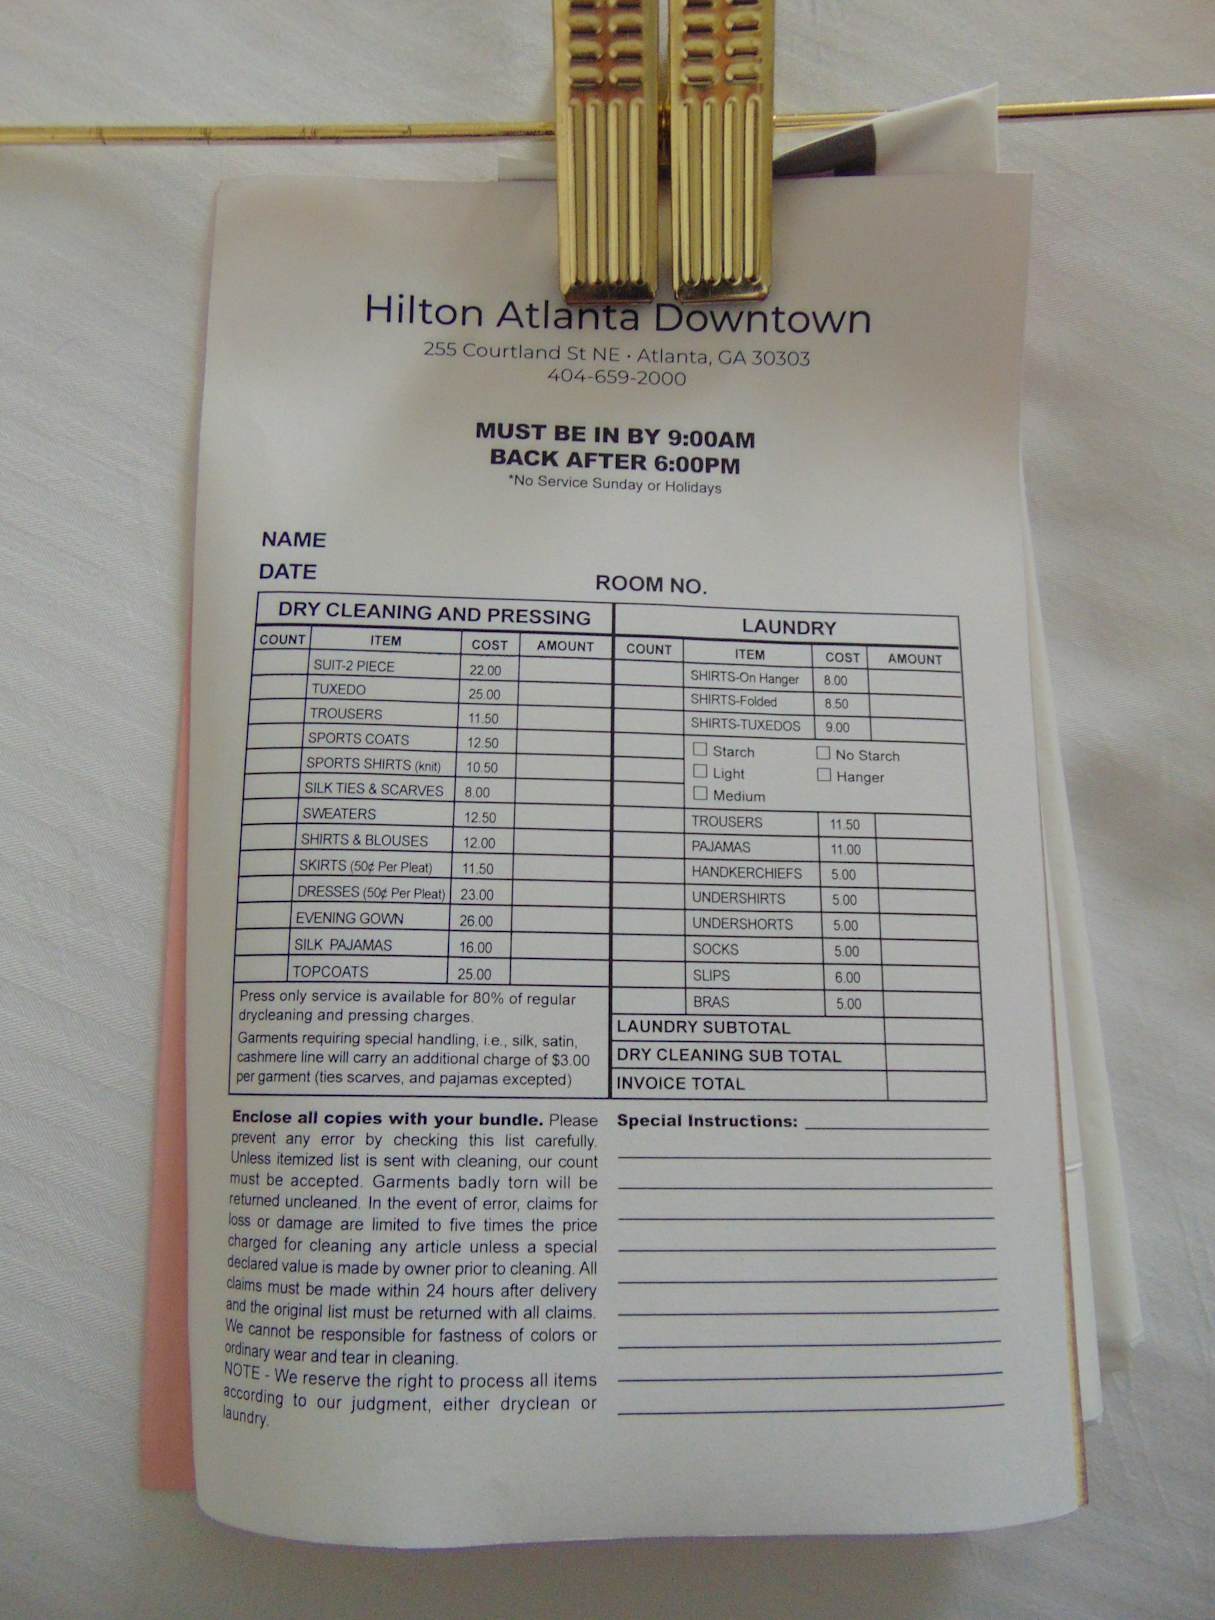 Hilton Atlanta Downtown
255 Courtland St NE • Atlanta, GA 30303
404-659-2000
MUST BE IN BY 9:00AM
BACK AFTER 6:00PM
*No Service Sunday or Holidays
NAME
DATE
ROOM NO.
DRY CLEANING AND PRESSING
COUNT ITEM COST AMOUNT
SUIT-2 PIECE 22.00
TUXEDO 25.00
TROUSERS 11.50
SPORTS COATS 12.50
SPORTS SHIRTS (knit) 10.50
SILK TIES & SCARVES 8.00
SWEATERS 12.50
SHIRTS & BLOUSES 12.00
SKIRTS (50¢ Per Pleat) 11.50
DRESSES (50¢ Per Pleat) 23.00
EVENING GOWN 26.00
SILK PAJAMAS 16.00
TOPCOATS 25.00
Press only service is available for 80% of regular
drycleaning and pressing charges.
Garments requiring special handling, i.e., silk, satin,
cashmere line will carry an additional charge of $3.00
per garment (ties scarves, and pajamas excepted)
LAUNDRY
COUNT ITEM COST AMOUNT
SHIRTS-On Hanger 8.00
SHIRTS-Folded 8.50
SHIRTS-TUXEDOS 9.00
Starch No Starch
Light Hanger
Medium
TROUSERS 11.50
PAJAMAS 11.00
HANDKERCHIEFS 5.00
UNDERSHIRTS 5.00
UNDERSHORTS 5.00
SOCKS 5.00
SLIPS 6.00
BRAS 5.00
LAUNDRY SUBTOTAL
DRY CLEANING SUB TOTAL
INVOICE TOTAL
Enclose all copies with your bundle. Please
prevent any error by checking this list carefully.
Unless itemized list is sent with cleaning, our count
must be accepted. Garments badly torn will be
returned uncleaned. In the event of error, claims for
loss or damage are limited to five times the price
charged for cleaning any article unless a special
declared value is made by owner prior to cleaning. All
claims must be made within 24 hours after delivery
and the original list must be returned with all claims.
We cannot be responsible for fastness of colors or
ordinary wear and tear in cleaning.
NOTE - We reserve the right to process all items
according to our judgment, either dryclean or
laundry.
Special Instructions: